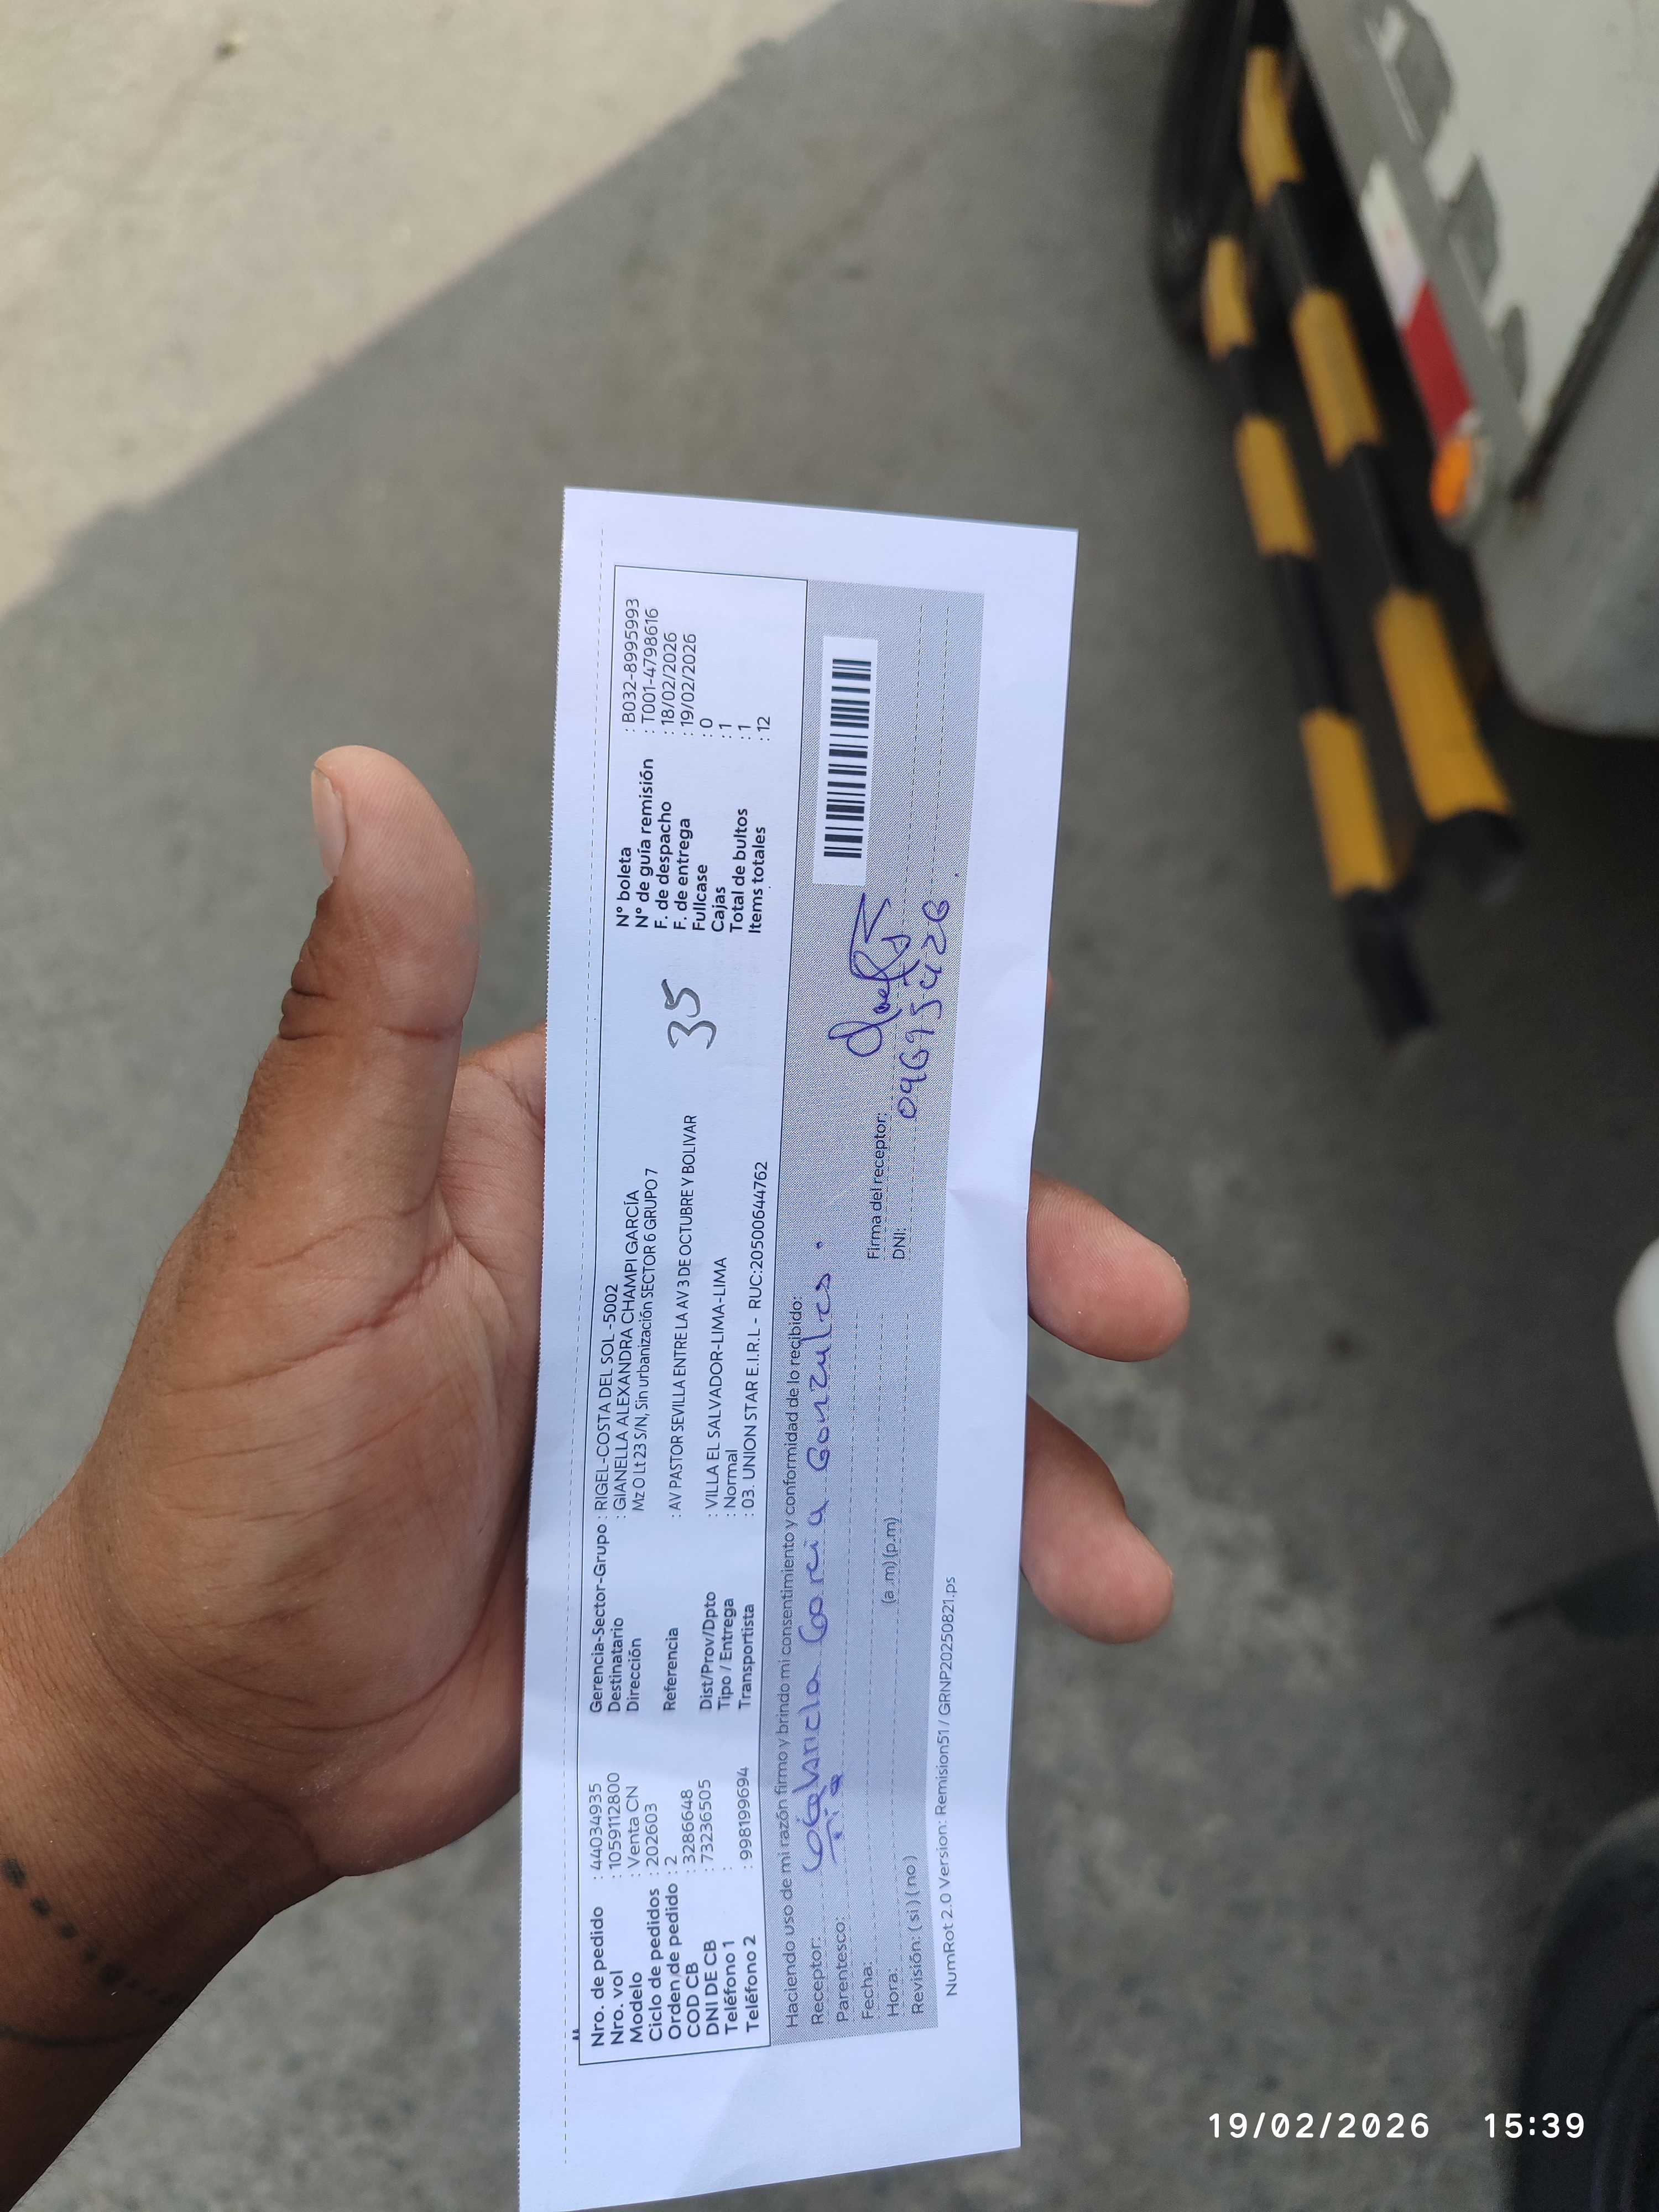 Nro. de pedido : 44034935
Nro. vol : 1059112800
Modelo : Venta CN
Ciclo de pedidos : 202603
Orden de pedido : 2
COD CB : 3286648
DNI DE CB : 73236505
Teléfono 1 :
Teléfono 2 : 998199694
Gerencia-Sector-Grupo : RIGEL-COSTA DEL SOL -5002
Destinatario : GIANELLA ALEXANDRA CHAMPI GARCÍA
Dirección Mz O Lt 23 S/N, Sin urbanización SECTOR 6 GRUPO 7
Referencia : AV PASTOR SEVILLA ENTRE LA AV 3 DE OCTUBRE Y BOLIVAR
Dist/Prov/Dpto : VILLA EL SALVADOR-LIMA-LIMA
Tipo / Entrega : Normal
Transportista : 03. UNION STAR E.I.R.L - RUC:20500644762
35
N° boleta : B032-8995993
N° de guía remisión : T001-4798616
F. de despacho : 18/02/2026
F. de entrega : 19/02/2026
Fullcase : 0
Cajas : 1
Total de bultos : 1
Items totales : 12
Haciendo uso de mi razón firmo y brindo mi consentimiento y conformidad de lo recibido:
Receptor: Garcia Gonzules.
Parentesco: Tia
Fecha:
Hora: (a .m) (p.m)
Revisión: ( si ) ( no )
Firma del receptor:
DNI: 09695426
NumRot 2.0 Version: Remision51 / GRNP20250821.ps
19/02/2026 15:39